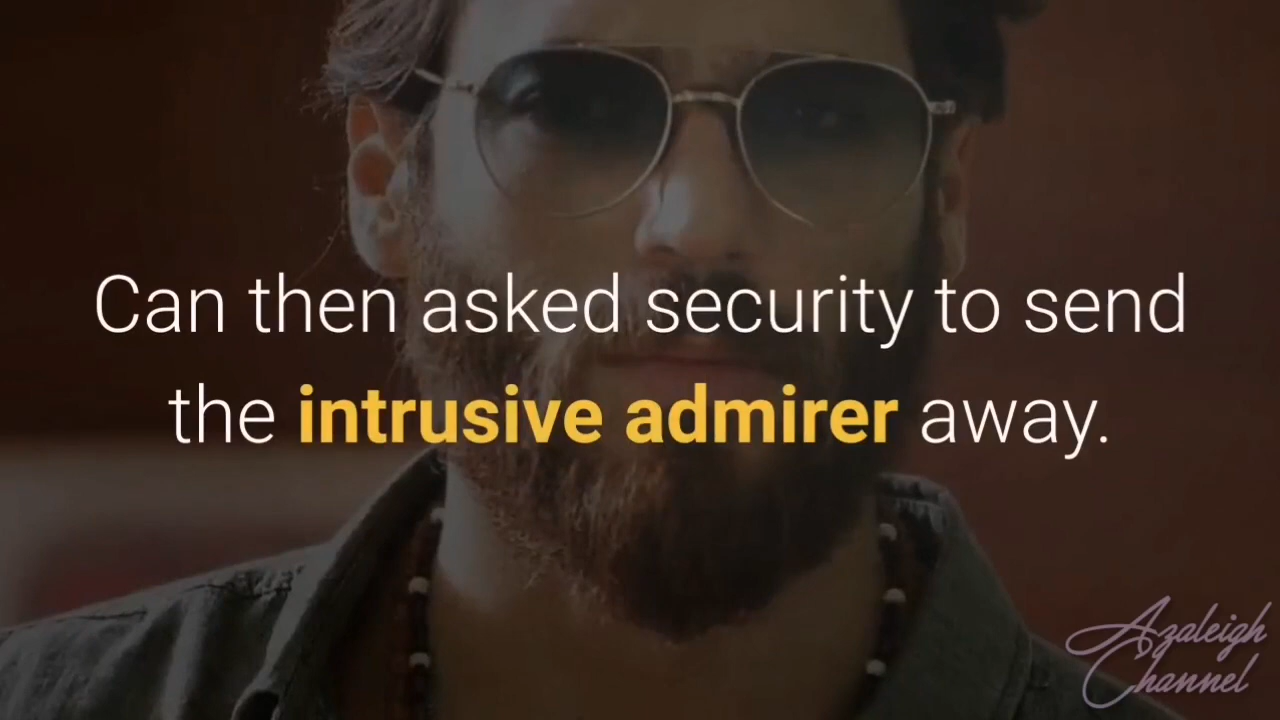 Can then asked security to send
the intrusive admirer away.
Azaleigh
Channel